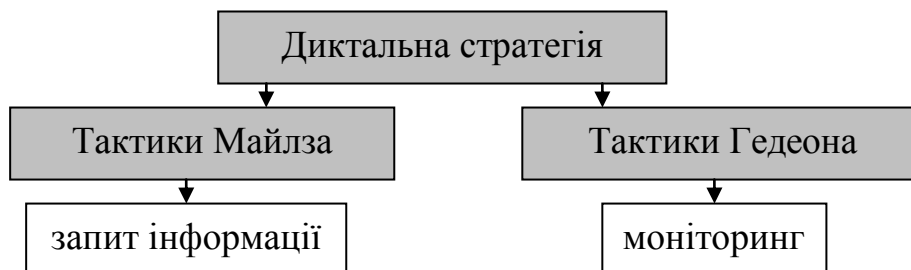 Диктальна стратегія
Тактики Майлза
Тактики Гедеона
запит інформації
моніторинг